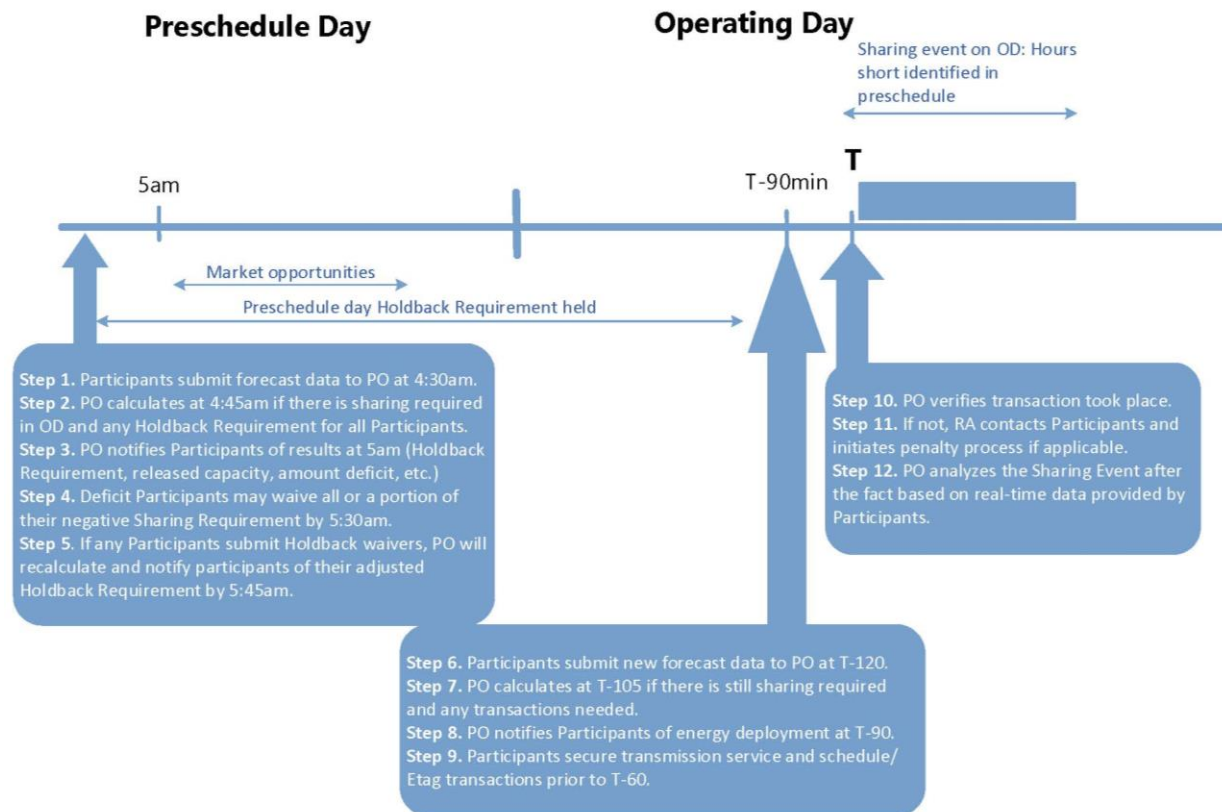 Preschedule Day
Operating Day
Sharing event on OD: Hours
short identified in
preschedule
T
5am
T-90min
Market opportunities
Preschedule day Holdback Requirement held
Step 1. Participants submit forecast data to PO at 4:30am.
Step 2. PO calculates at 4:45am if there is sharing required
in OD and any Holdback Requirement for all Participants.
Step 3. PO notifies Participants of results at 5am (Holdback
Requirement, released capacity, amount deficit, etc.)
Step 4. Deficit Participants may waive all or a portion of
their negative Sharing Requirement by 5:30am.
Step 5. If any Participants submit Holdback waivers, PO will
recalculate and notify participants of their adjusted
Holdback Requirement by 5:45am.
Step 6. Participants submit new forecast data to PO at T-120.
Step 7. PO calculates at T-105 if there is still sharing required
and any transactions needed.
Step 8. PO notifies Participants of energy deployment at T-90.
Step 9. Participants secure transmission service and schedule/
Etag transactions prior to T-60.
Step 10. PO verifies transaction took place.
Step 11. If not, RA contacts Participants and
initiates penalty process if applicable.
Step 12. PO analyzes the Sharing Event after
the fact based on real-time data provided by
Participants.